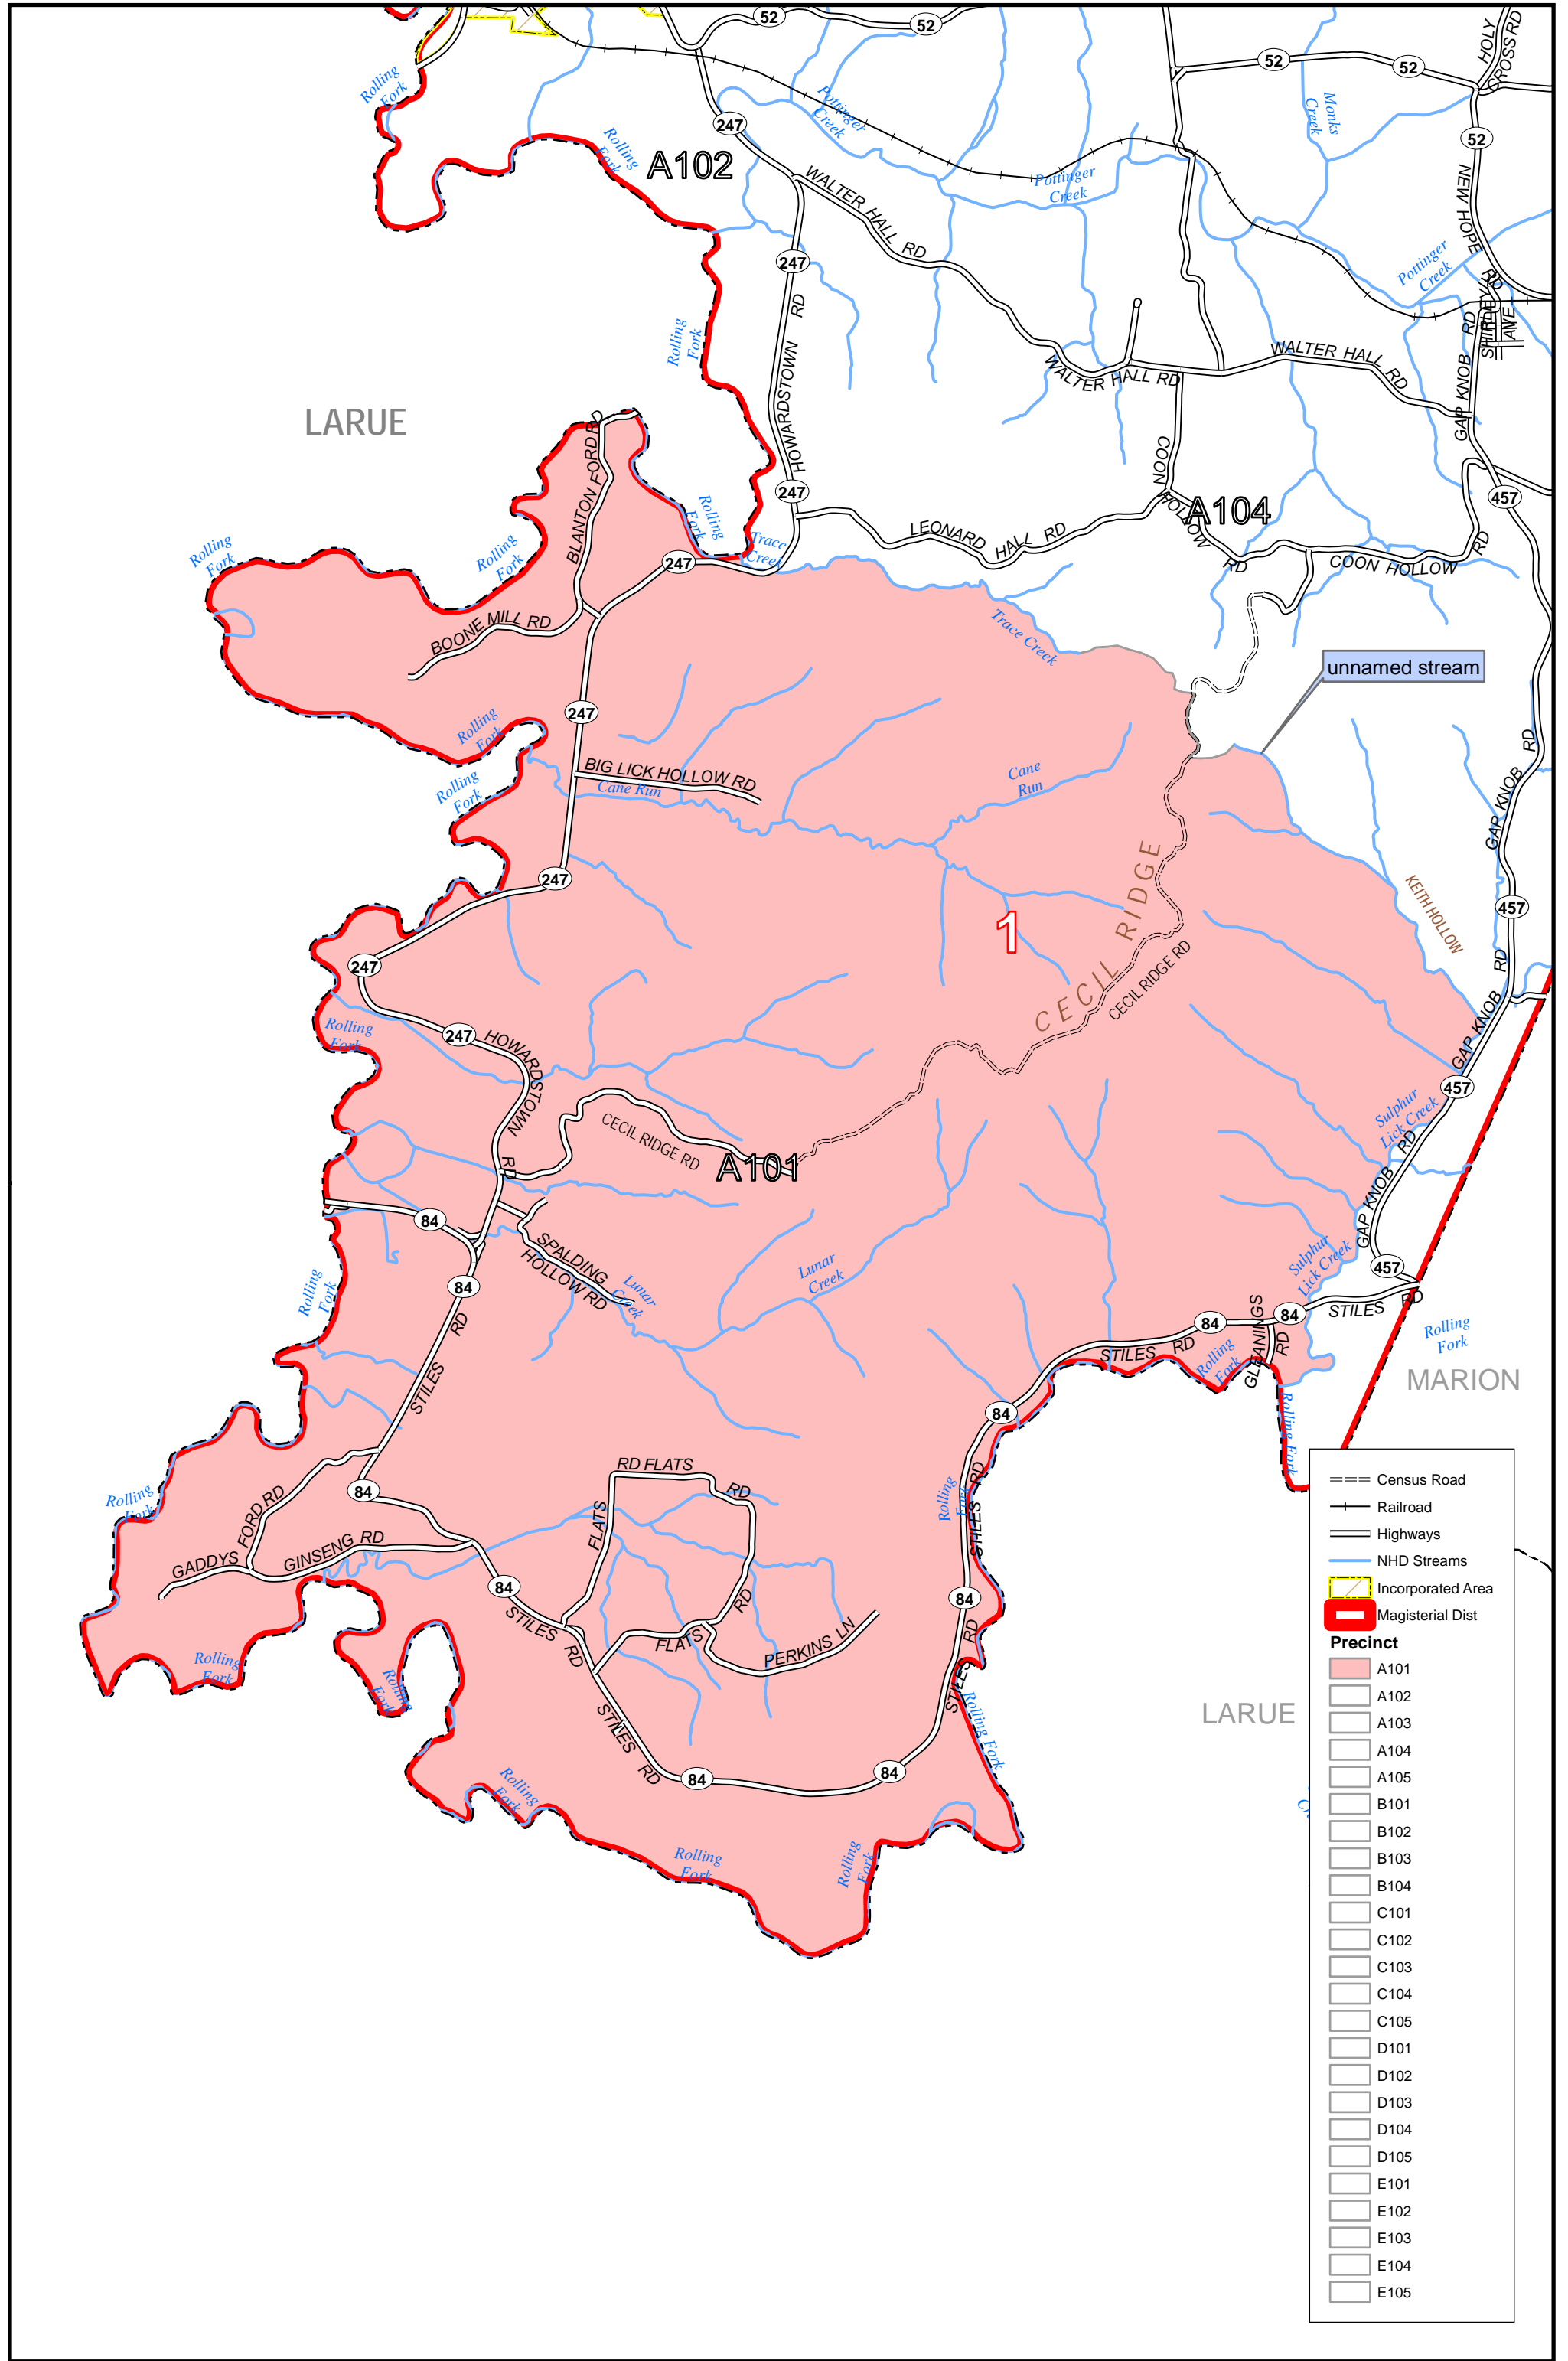 52
52
52
52
HOLY
CROSS RD
Rolling
Fork
Pottinger
Creek
Monks
Creek
247
52
Rolling
Fork
A102
WALTER HALL RD
Pottinger
Creek
NEW HOPE RD
247
Pottinger
Creek
SHIRLEY
AVE
Rolling
Fork
HOWARDSTOWN RD
WALTER HALL RD
WALTER HALL RD
GAP KNOB RD
LARUE
BLANTON FORD RD
COON HOLLOW RD
247
457
Rolling
Fork
A104
LEONARD HALL RD
Rolling
Fork
Rolling
Fork
Trace
Creek
247
COON HOLLOW RD
BOONE MILL RD
Trace Creek
unnamed stream
Rolling
Fork
247
GAP KNOB RD
BIG LICK HOLLOW RD
Cane Run
Cane
Run
Rolling
Fork
247
CECIL RIDGE
KEITH HOLLOW
457
1
247
CECIL RIDGE RD
GAP KNOB RD
Rolling
Fork
247
HOWARDSTOWN RD
457
Sulphur
Lick Creek
CECIL RIDGE RD
A101
GAP KNOB RD
84
SPALDING
HOLLOW RD
Lunar
Creek
Lunar
Creek
Sulphur
Lick Creek
457
84
Rolling
Fork
STILES RD
84
84
STILES RD
STILES RD
GLEANINGS RD
Rolling
Fork
Rolling
Fork
MARION
84
Rolling Fork
RD FLATS
RD
FLATS
Rolling
Fork
84
Rolling
Fork
STILES RD
FORD RD
GADDYS
GINSENG RD
84
84
STILES RD
FLATS RD
PERKINS LN
STILES RD
Rolling
Fork
Rolling
Fork
Rolling Fork
STILES RD
LARUE
84
84
Rolling
Fork
Rolling
Fork
Rolling
Fork
Census Road
Railroad
Highways
NHD Streams
Incorporated Area
Magisterial Dist
Precinct
A101
A102
A103
A104
A105
B101
B102
B103
B104
C101
C102
C103
C104
C105
D101
D102
D103
D104
D105
E101
E102
E103
E104
E105